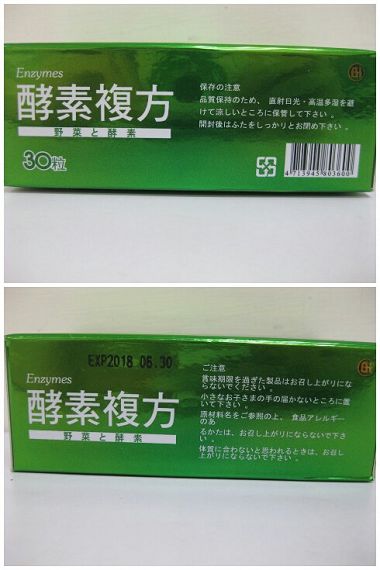 Enzymes
酵素複方
野菜と酵素
30粒
保存の注意
品質保持のため、直射日光・高温多湿を避
けて涼しいところに保管して下さい。
開封後はふたをしっかりとお閉め下さい。
4 713945 803600
EXP2018 06.30
Enzymes
酵素複方
野菜と酵素
ご注意
賞味期限を過ぎた製品はお召し上がりにな
らないでください。
小さなお子さまの手の届かないところに置
いて下さい。
原材料名をご参照の上、食品アレルギー
のあ
るかたは、お召し上がりにならないで下さ
い。
体質に合わないと思われるときは、お召し
上がりにならないで下さい。